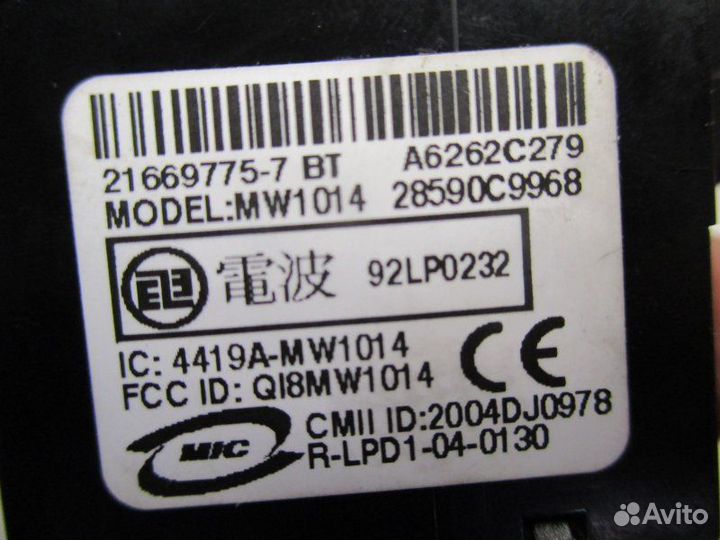 21669775-7 BT A6262C279
MODEL:MW1014 28590C9968
電波 92LP0232
IC: 4419A-MW1014
FCC ID: QI8MW1014
CE
CMII ID:2004DJ0978
MIC
R-LPD1-04-0130
Avito